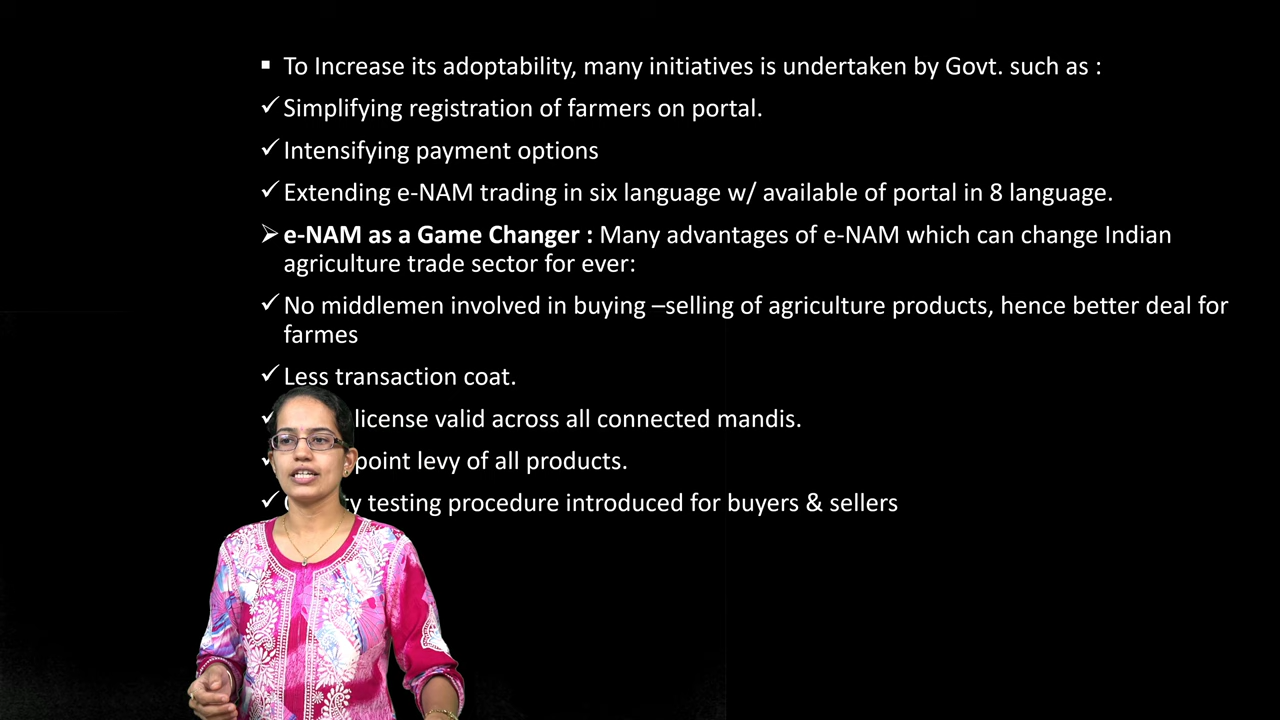 ▪ To Increase its adoptability, many initiatives is undertaken by Govt. such as :
✓ Simplifying registration of farmers on portal.
✓ Intensifying payment options
✓ Extending e-NAM trading in six language w/ available of portal in 8 language.
➢ e-NAM as a Game Changer : Many advantages of e-NAM which can change Indian
agriculture trade sector for ever:
✓ No middlemen involved in buying –selling of agriculture products, hence better deal for
farmes
✓ Less transaction coat.
✓ license valid across all connected mandis.
✓ point levy of all products.
✓ testing procedure introduced for buyers & sellers